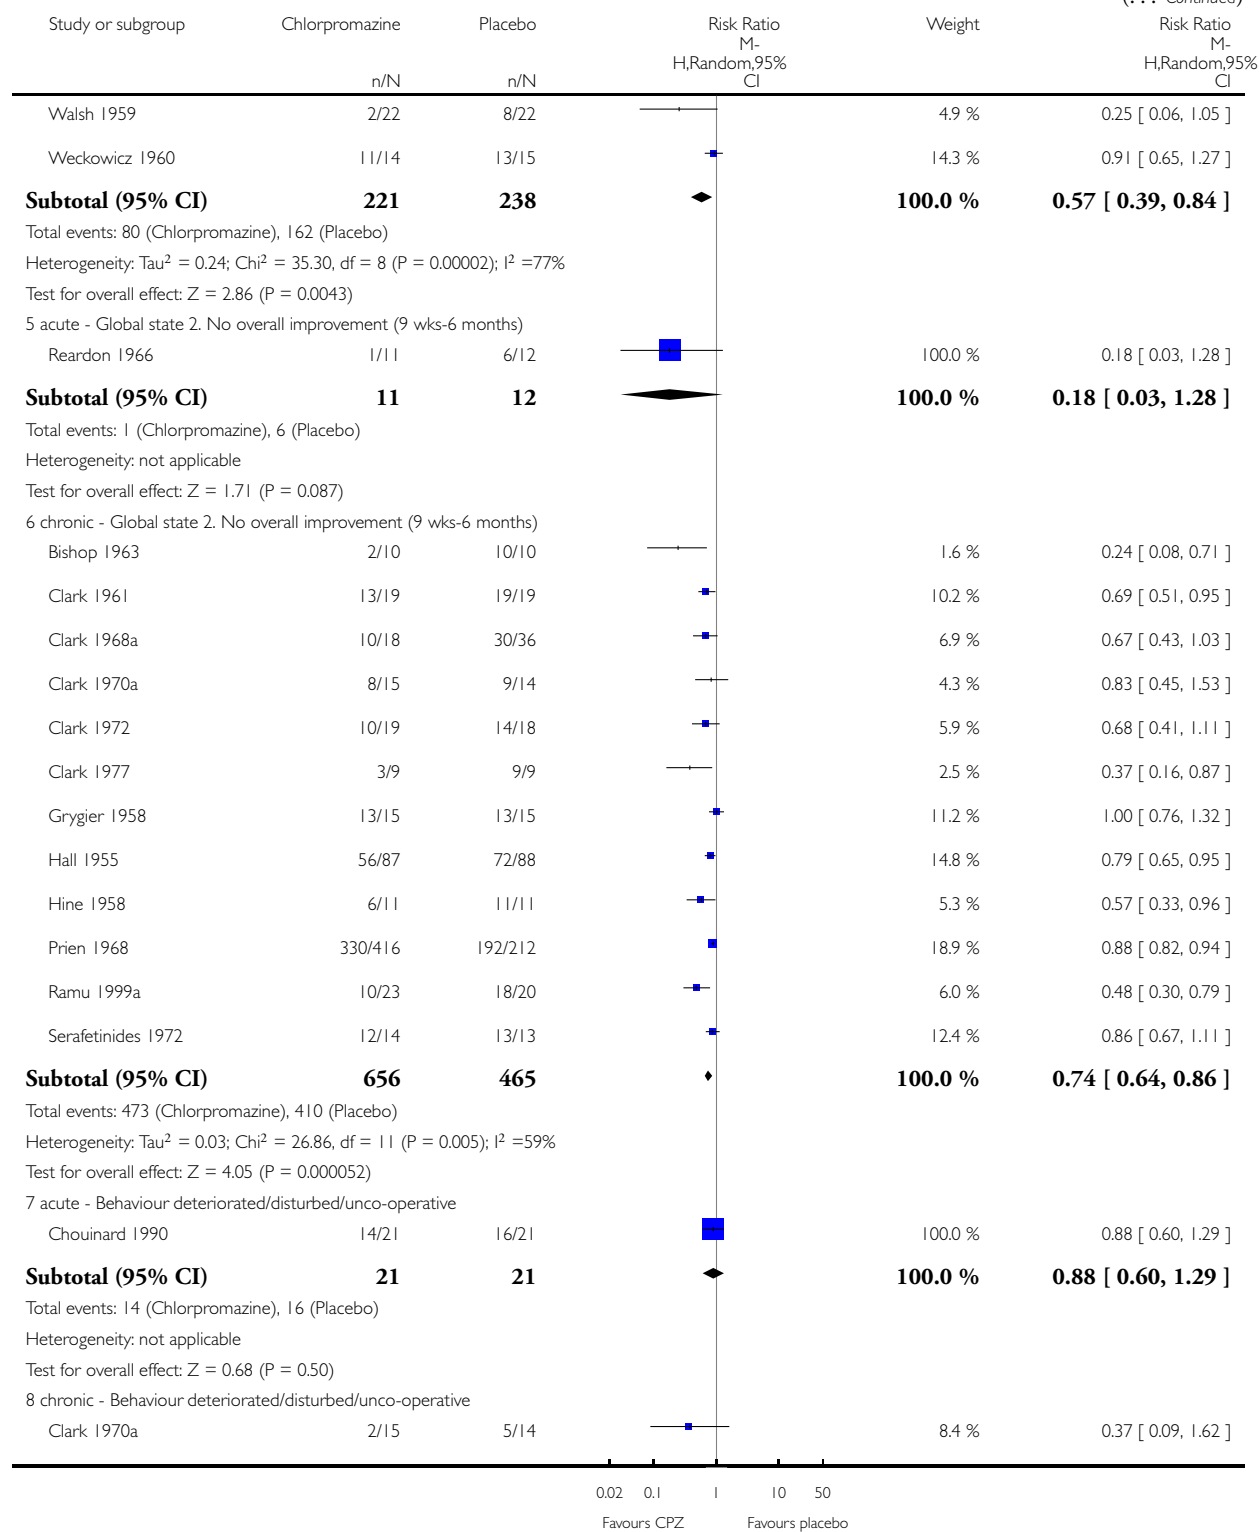 (. . . Continued)
Study or subgroup Chlorpromazine Placebo Risk Ratio Weight Risk Ratio
M- M-
H,Random,95% H,Random,95%
n/N n/N CI CI
Walsh 1959 2/22 8/22 4.9 % 0.25 [ 0.06, 1.05 ]
Weckowicz 1960 11/14 13/15 14.3 % 0.91 [ 0.65, 1.27 ]
Subtotal (95% CI) 221 238 100.0 % 0.57 [ 0.39, 0.84 ]
Total events: 80 (Chlorpromazine), 162 (Placebo)
Heterogeneity: Tau² = 0.24; Chi² = 35.30, df = 8 (P = 0.00002); I² =77%
Test for overall effect: Z = 2.86 (P = 0.0043)
5 acute - Global state 2. No overall improvement (9 wks-6 months)
Reardon 1966 1/11 6/12 100.0 % 0.18 [ 0.03, 1.28 ]
Subtotal (95% CI) 11 12 100.0 % 0.18 [ 0.03, 1.28 ]
Total events: 1 (Chlorpromazine), 6 (Placebo)
Heterogeneity: not applicable
Test for overall effect: Z = 1.71 (P = 0.087)
6 chronic - Global state 2. No overall improvement (9 wks-6 months)
Bishop 1963 2/10 10/10 1.6 % 0.24 [ 0.08, 0.71 ]
Clark 1961 13/19 19/19 10.2 % 0.69 [ 0.51, 0.95 ]
Clark 1968a 10/18 30/36 6.9 % 0.67 [ 0.43, 1.03 ]
Clark 1970a 8/15 9/14 4.3 % 0.83 [ 0.45, 1.53 ]
Clark 1972 10/19 14/18 5.9 % 0.68 [ 0.41, 1.11 ]
Clark 1977 3/9 9/9 2.5 % 0.37 [ 0.16, 0.87 ]
Grygier 1958 13/15 13/15 11.2 % 1.00 [ 0.76, 1.32 ]
Hall 1955 56/87 72/88 14.8 % 0.79 [ 0.65, 0.95 ]
Hine 1958 6/11 11/11 5.3 % 0.57 [ 0.33, 0.96 ]
Prien 1968 330/416 192/212 18.9 % 0.88 [ 0.82, 0.94 ]
Ramu 1999a 10/23 18/20 6.0 % 0.48 [ 0.30, 0.79 ]
Serafetinides 1972 12/14 13/13 12.4 % 0.86 [ 0.67, 1.11 ]
Subtotal (95% CI) 656 465 100.0 % 0.74 [ 0.64, 0.86 ]
Total events: 473 (Chlorpromazine), 410 (Placebo)
Heterogeneity: Tau² = 0.03; Chi² = 26.86, df = 11 (P = 0.005); I² =59%
Test for overall effect: Z = 4.05 (P = 0.000052)
7 acute - Behaviour deteriorated/disturbed/unco-operative
Chouinard 1990 14/21 16/21 100.0 % 0.88 [ 0.60, 1.29 ]
Subtotal (95% CI) 21 21 100.0 % 0.88 [ 0.60, 1.29 ]
Total events: 14 (Chlorpromazine), 16 (Placebo)
Heterogeneity: not applicable
Test for overall effect: Z = 0.68 (P = 0.50)
8 chronic - Behaviour deteriorated/disturbed/unco-operative
Clark 1970a 2/15 5/14 8.4 % 0.37 [ 0.09, 1.62 ]
0.02 0.1 1 10 50
Favours CPZ Favours placebo